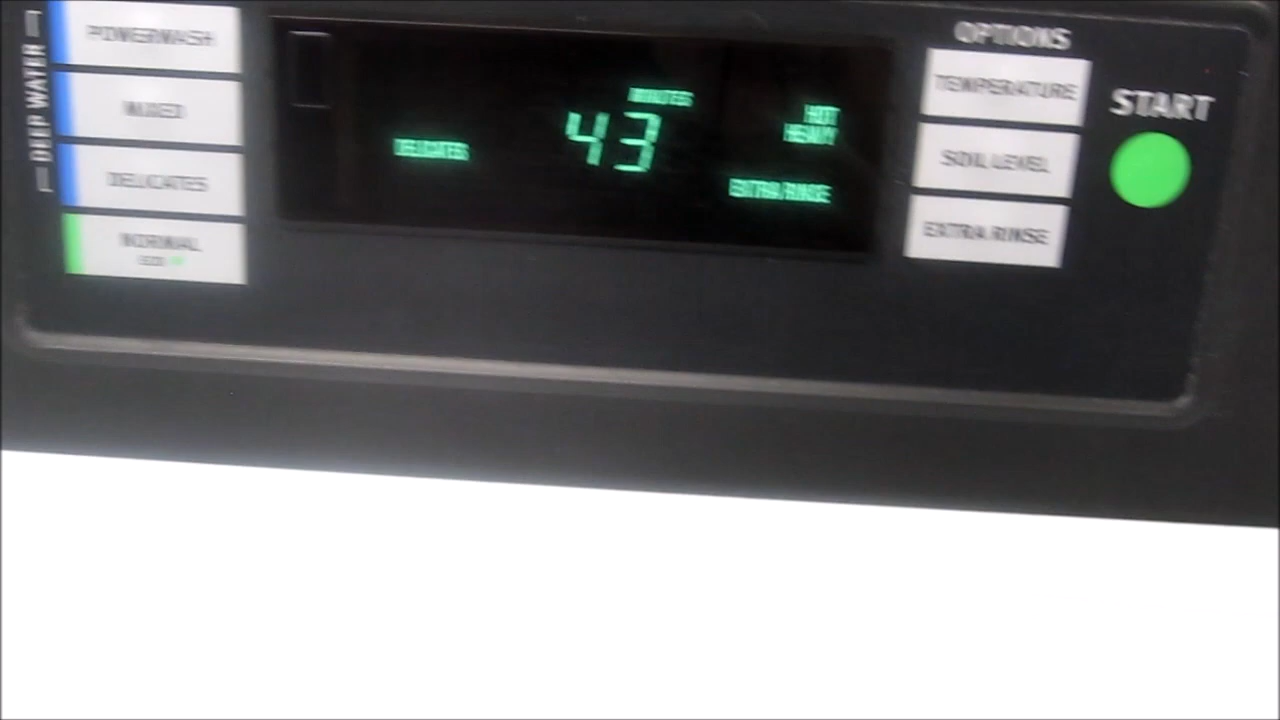 DEEP WATER
POWERWASH
MIXED
DELICATES
NORMAL
ECO
DELICATES
MINUTES
43
HOT
HEAVY
EXTRA RINSE
OPTIONS
TEMPERATURE
SOIL LEVEL
EXTRA RINSE
START